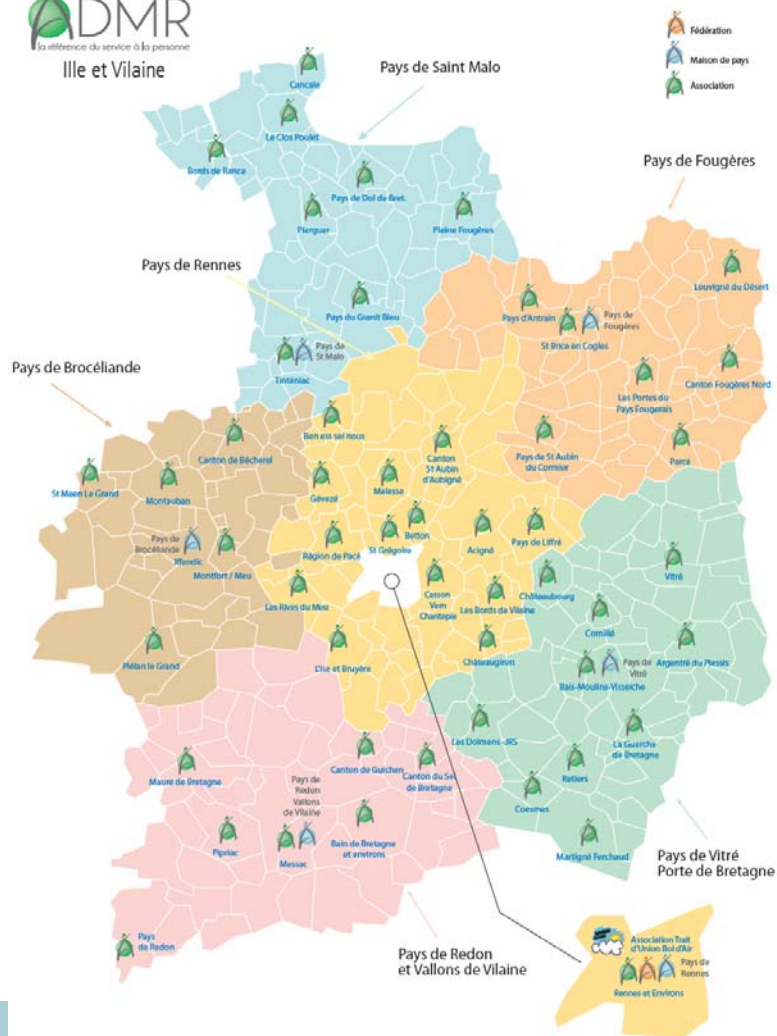 ADMR
la référence du service à la personne
Ille et Vilaine
Fédération
Maison de pays
Association
Pays de Saint Malo
Cancale
Le Clos Poulet
Bords de Rance
Pays de Dol de Bret.
Plerguer
Pleine Fougères
Pays du Granit Bleu
Pays de
St Malo
Tinténiac
Pays de Fougères
Louvigné du Désert
Pays d'Antrain
Pays de
Fougères
St Brice en Cogles
Canton Fougères Nord
Les Portes du
Pays Fougerais
Pays de St Aubin
du Cormier
Parcé
Pays de Rennes
Ben ess sel nous
Canton
St Aubin
d'Aubigné
Gévezé
Melesse
Betton
St Grégoire
Région de Pacé
Acigné
Pays de Liffré
Les Rives du Meu
Cesson
Vern
Chantepie
Les Bords de Vilaine
Châteaugiron
L'Ise et Bruyère
Pays de Brocéliande
Canton de Bécherel
St Maen Le Grand
Montauban
Pays de
Brocéliande
Iffendic
Montfort / Meu
Plélan le Grand
Châteaubourg
Vitré
Cornillé
Argentré du Plessis
Pays de
Vitré
Bais-Moulins-Visseiche
Les Dolmens -JRS
La Guerche
de Bretagne
Retiers
Coesmes
Martigné Ferchaud
Pays de Vitré
Porte de Bretagne
Maure de Bretagne
Canton de Guichen
Canton du Sel
de Bretagne
Pays de
Redon
Vallons
de Vilaine
Pipriac
Messac
Bain de Bretagne
et environs
Pays
de Redon
Pays de Redon
et Vallons de Vilaine
Association Trait
d'Union Bol d'Air
Pays de
Rennes
Rennes et Environs